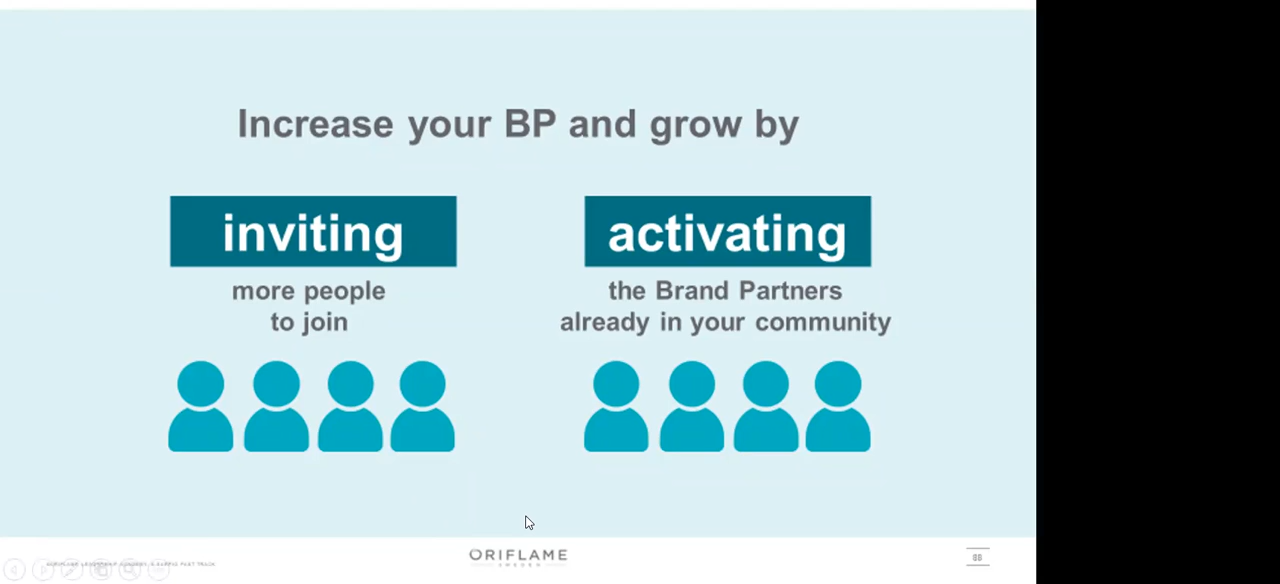 Increase your BP and grow by
inviting
more people
to join
activating
the Brand Partners
already in your community
ORIFLAME
SWEDEN
88